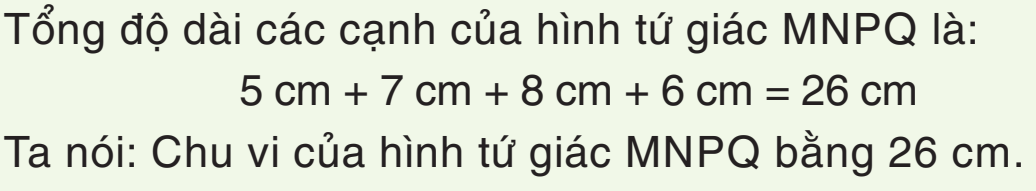 Tổng độ dài các cạnh của hình tứ giác MNPQ là:
5 cm + 7 cm + 8 cm + 6 cm = 26 cm
Ta nói: Chu vi của hình tứ giác MNPQ bằng 26 cm.